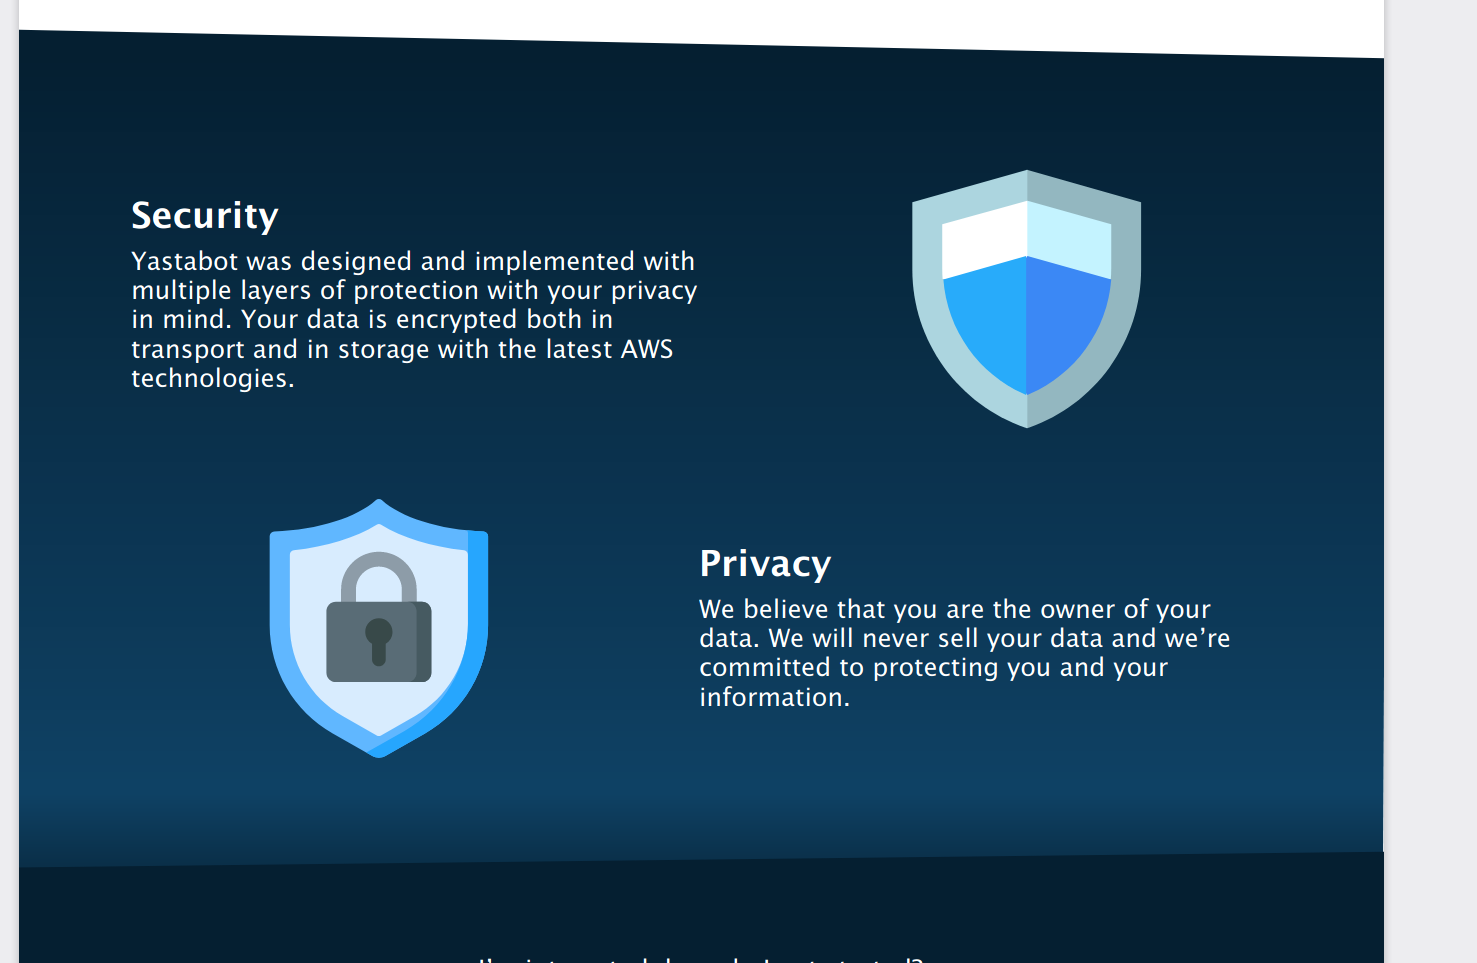 Security
Yastabot was designed and implemented with
multiple layers of protection with your privacy
in mind. Your data is encrypted both in
transport and in storage with the latest AWS
technologies.
Privacy
We believe that you are the owner of your
data. We will never sell your data and we’re
committed to protecting you and your
information.